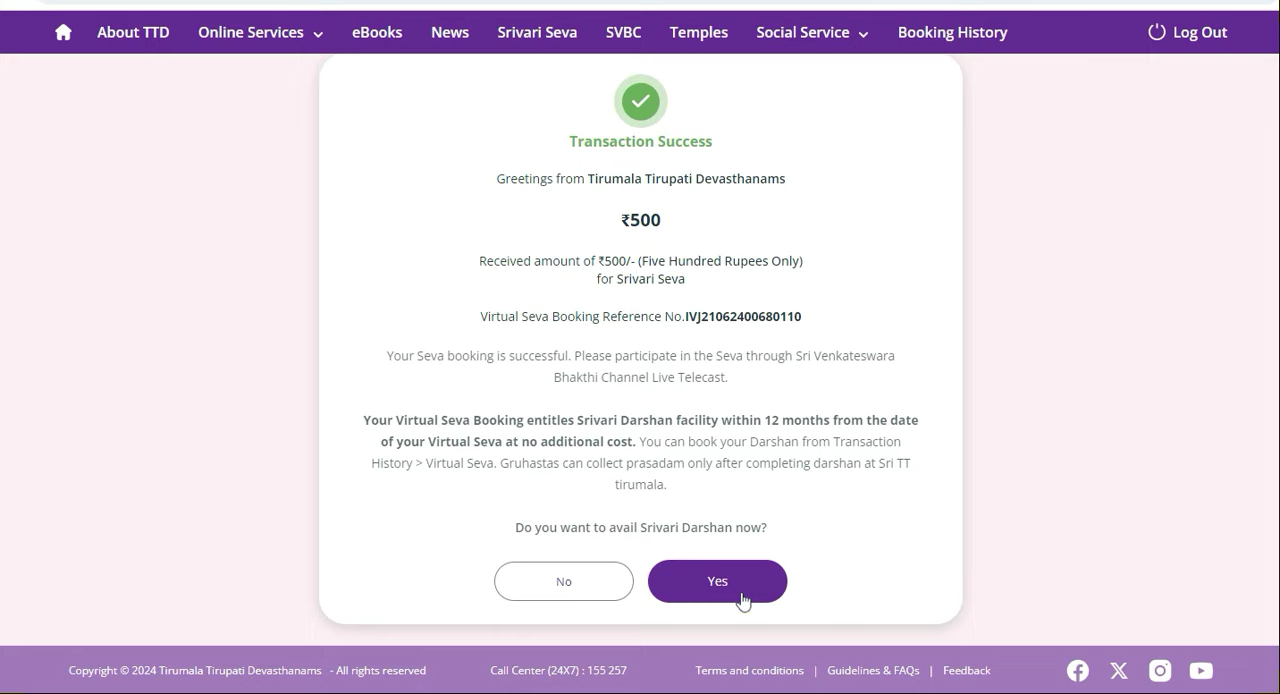 About TTD Online Services eBooks News Srivari Seva SVBC Temples Social Service Booking History Log Out
Transaction Success
Greetings from Tirumala Tirupati Devasthanams
₹500
Received amount of ₹500/- (Five Hundred Rupees Only)
for Srivari Seva
Virtual Seva Booking Reference No.IVJ21062400680110
Your Seva booking is successful. Please participate in the Seva through Sri Venkateswara
Bhakthi Channel Live Telecast.
Your Virtual Seva Booking entitles Srivari Darshan facility within 12 months from the date
of your Virtual Seva at no additional cost. You can book your Darshan from Transaction
History > Virtual Seva. Gruhastas can collect prasadam only after completing darshan at Sri TT
tirumala.
Do you want to avail Srivari Darshan now?
No Yes
Copyright © 2024 Tirumala Tirupati Devasthanams - All rights reserved Call Center (24X7) : 155 257 Terms and conditions | Guidelines & FAQs | Feedback